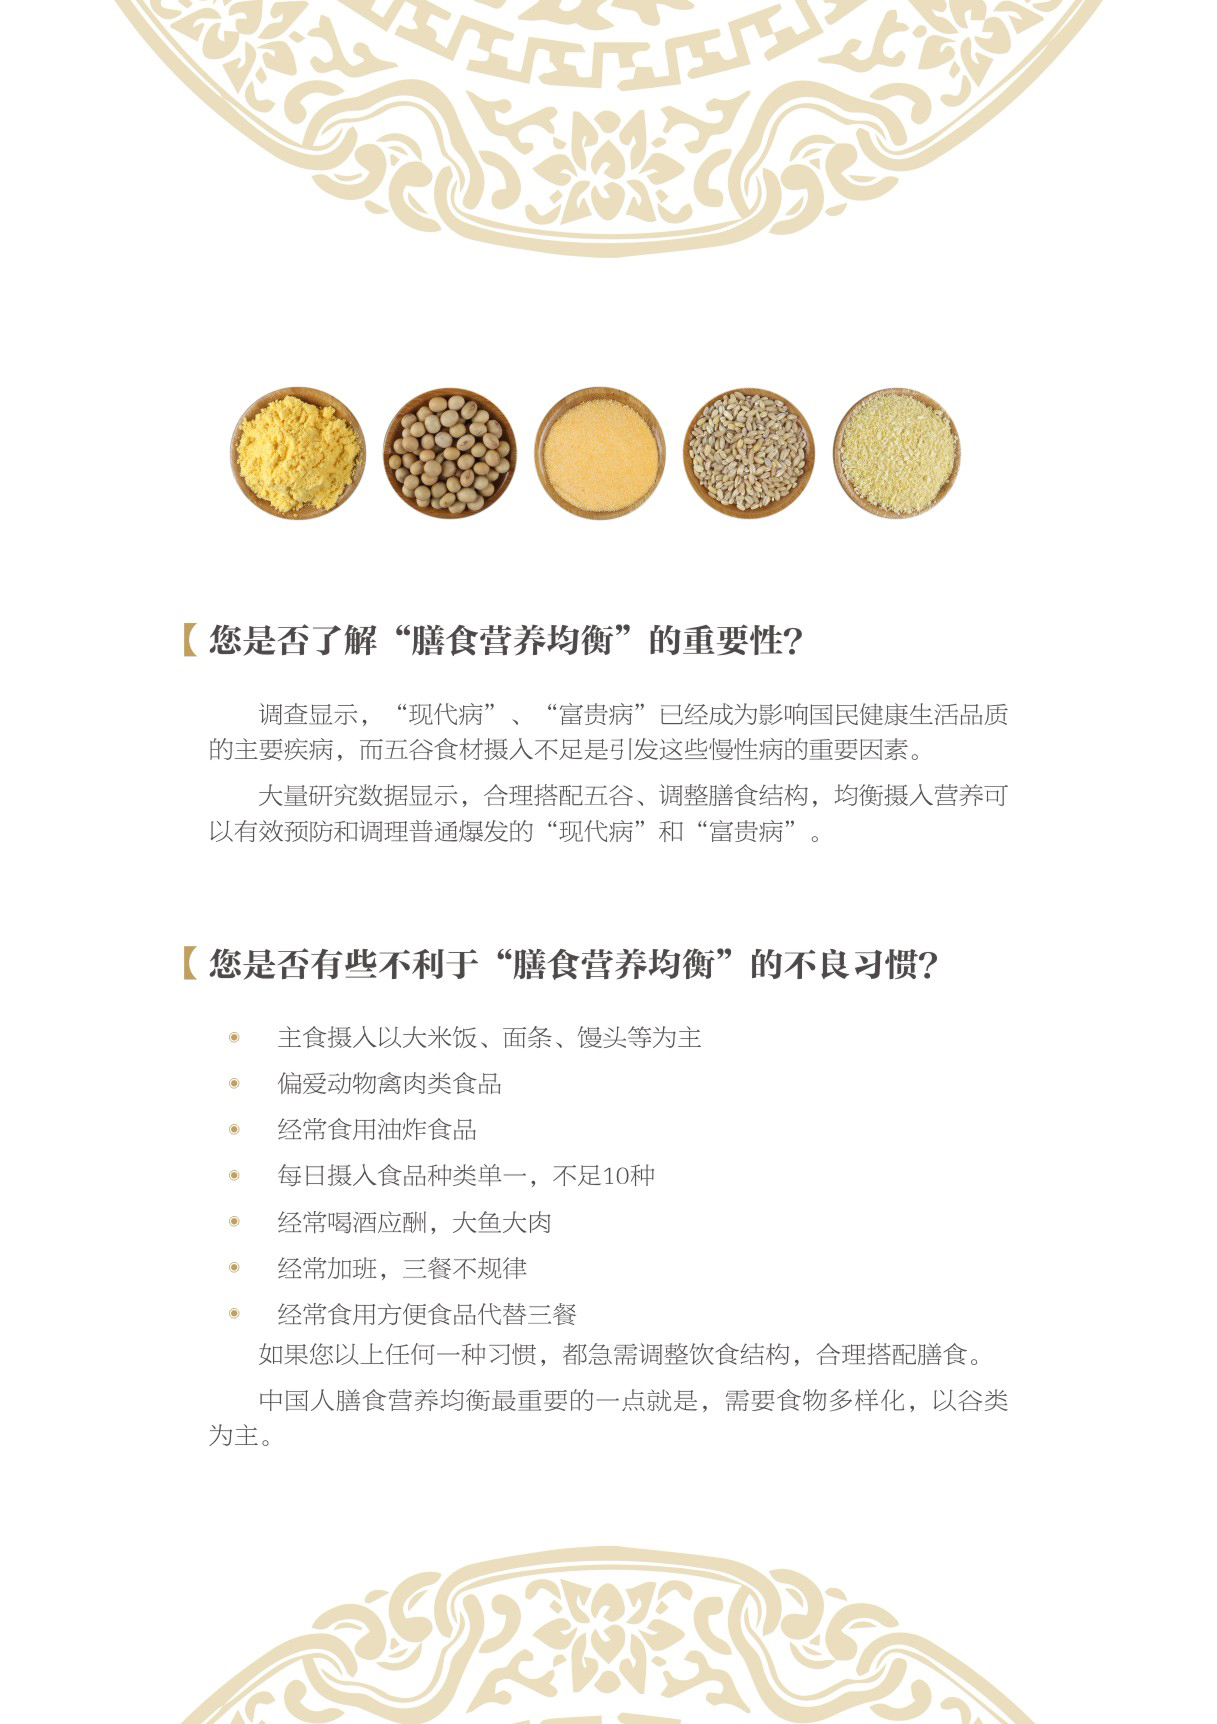 【您是否了解“膳食营养均衡”的重要性？
调查显示，“现代病”、“富贵病”已经成为影响国民健康生活品质
的主要疾病，而五谷食材摄入不足是引发这些慢性病的重要因素。
大量研究数据显示，合理搭配五谷、调整膳食结构，均衡摄入营养可
以有效预防和调理普通爆发的“现代病”和“富贵病”。
【您是否有些不利于“膳食营养均衡”的不良习惯？
◉ 主食摄入以大米饭、面条、馒头等为主
◉ 偏爱动物禽肉类食品
◉ 经常食用油炸食品
◉ 每日摄入食品种类单一，不足10种
◉ 经常喝酒应酬，大鱼大肉
◉ 经常加班，三餐不规律
◉ 经常食用方便食品代替三餐
如果您以上任何一种习惯，都急需调整饮食结构，合理搭配膳食。
中国人膳食营养均衡最重要的一点就是，需要食物多样化，以谷类
为主。